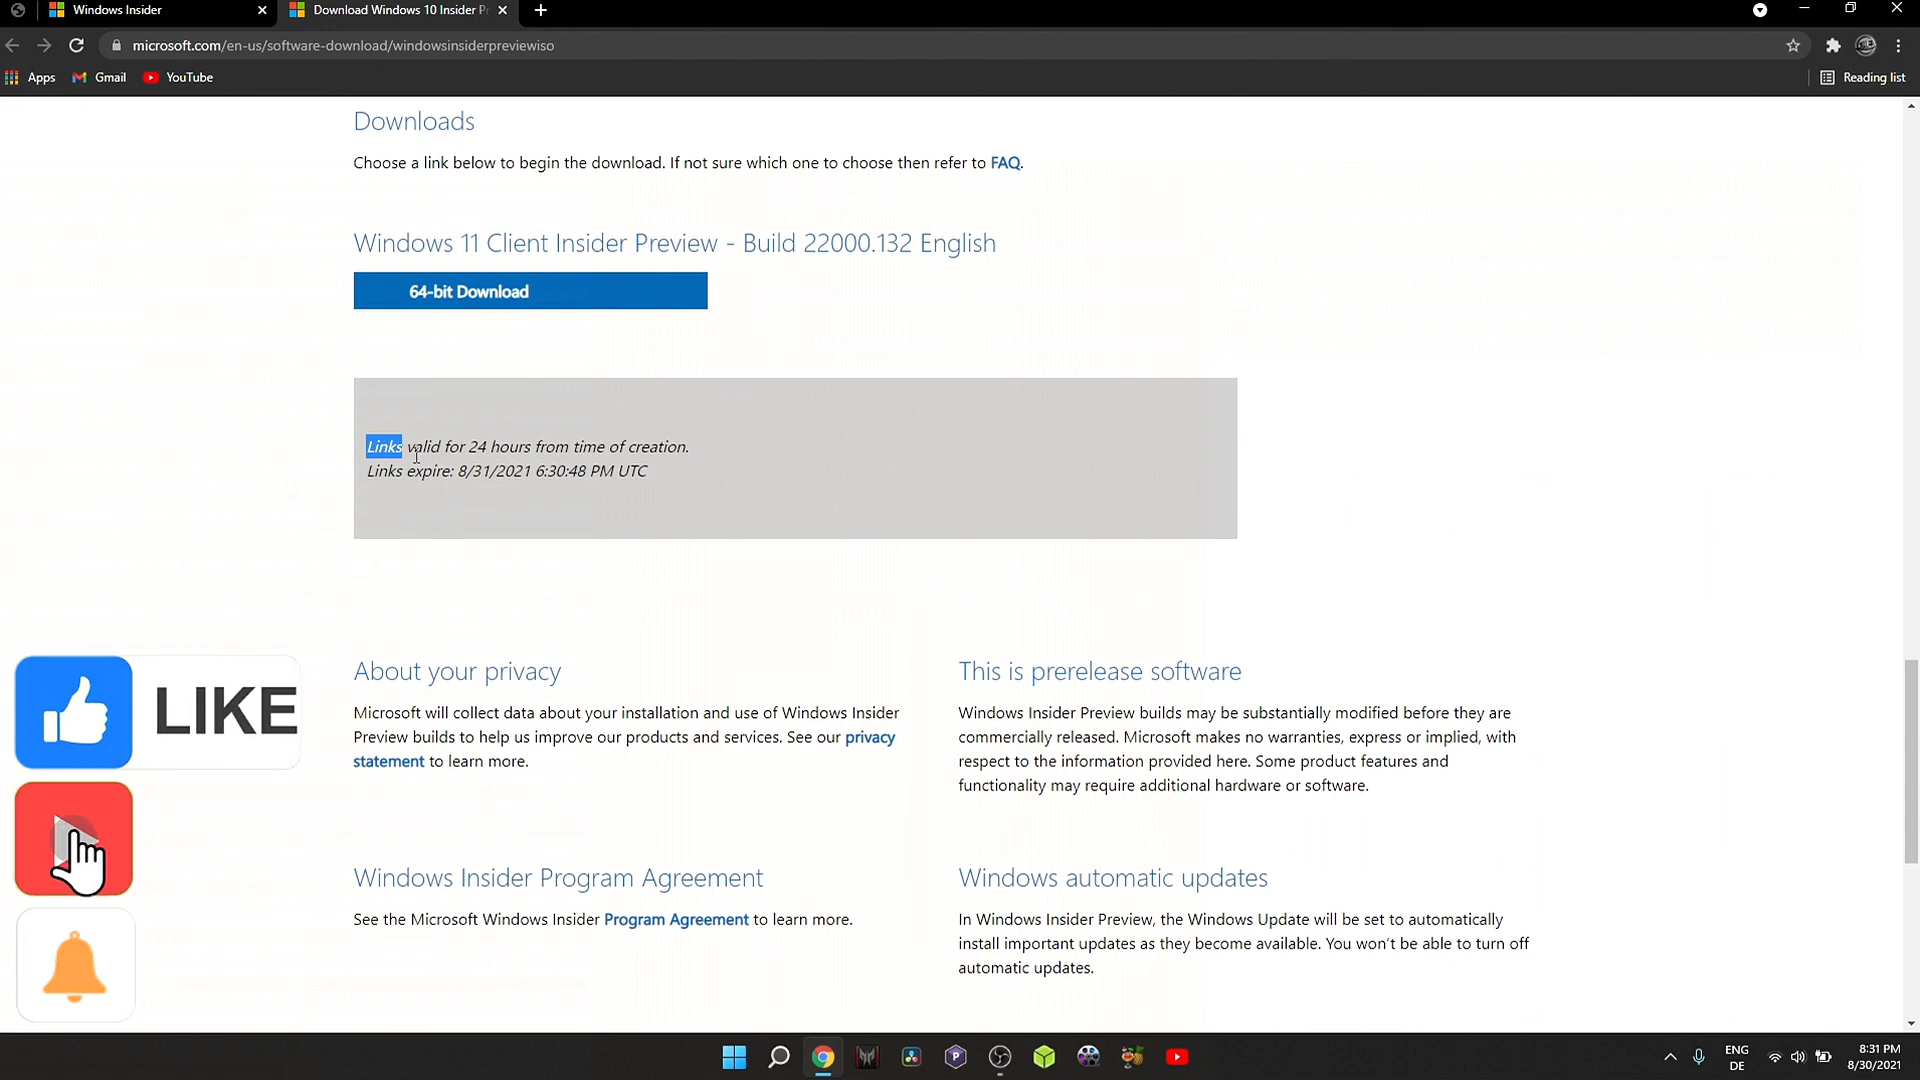 Windows Insider
Download Windows 10 Insider Pr
microsoft.com/en-us/software-download/windowsinsiderpreviewiso
Apps
Gmail
YouTube
Reading list
Downloads
Choose a link below to begin the download. If not sure which one to choose then refer to FAQ.
Windows 11 Client Insider Preview - Build 22000.132 English
64-bit Download
Links valid for 24 hours from time of creation.
Links expire: 8/31/2021 6:30:48 PM UTC
LIKE
About your privacy
Microsoft will collect data about your installation and use of Windows Insider
Preview builds to help us improve our products and services. See our privacy
statement to learn more.
This is prerelease software
Windows Insider Preview builds may be substantially modified before they are
commercially released. Microsoft makes no warranties, express or implied, with
respect to the information provided here. Some product features and
functionality may require additional hardware or software.
Windows Insider Program Agreement
See the Microsoft Windows Insider Program Agreement to learn more.
Windows automatic updates
In Windows Insider Preview, the Windows Update will be set to automatically
install important updates as they become available. You won't be able to turn off
automatic updates.
ENG
DE
8:31 PM
8/30/2021